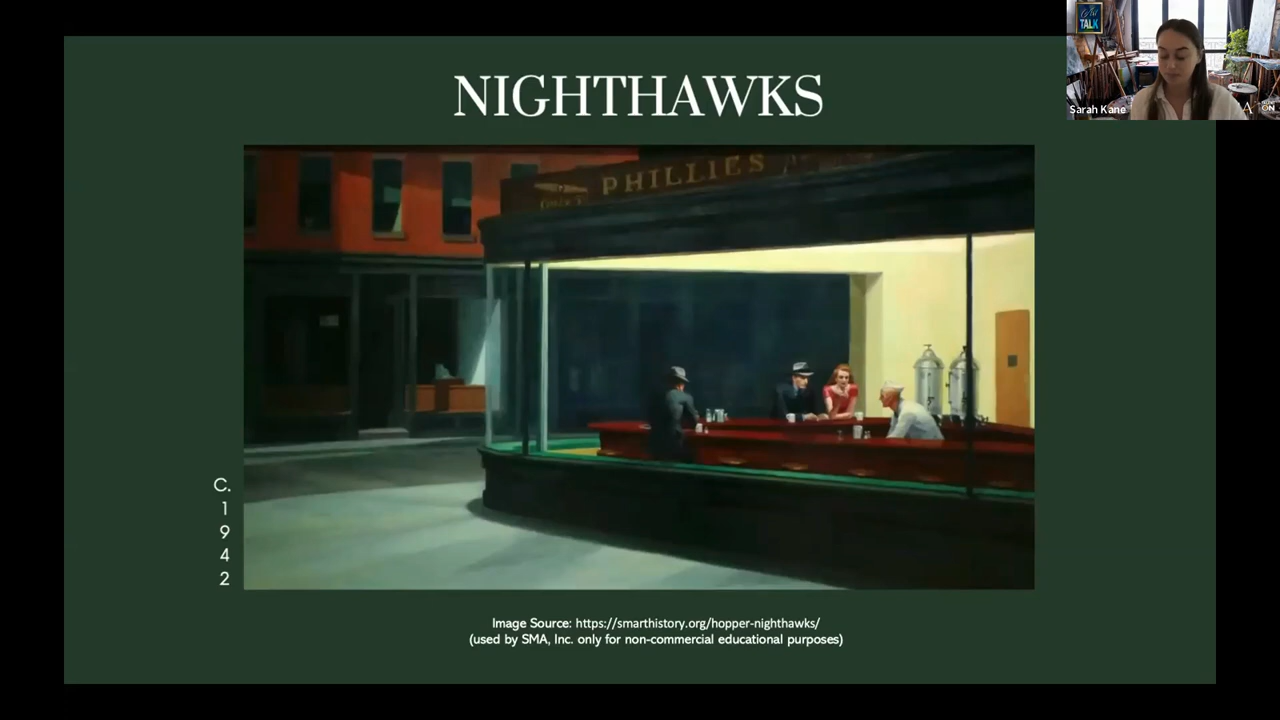 NIGHTHAWKS
TALK
Sarah Kane
ON
PHILLIES
C.
1
9
4
2
Image Source: https://smarthistory.org/hopper-nighthawks/
(used by SMA, Inc. only for non-commercial educational purposes)